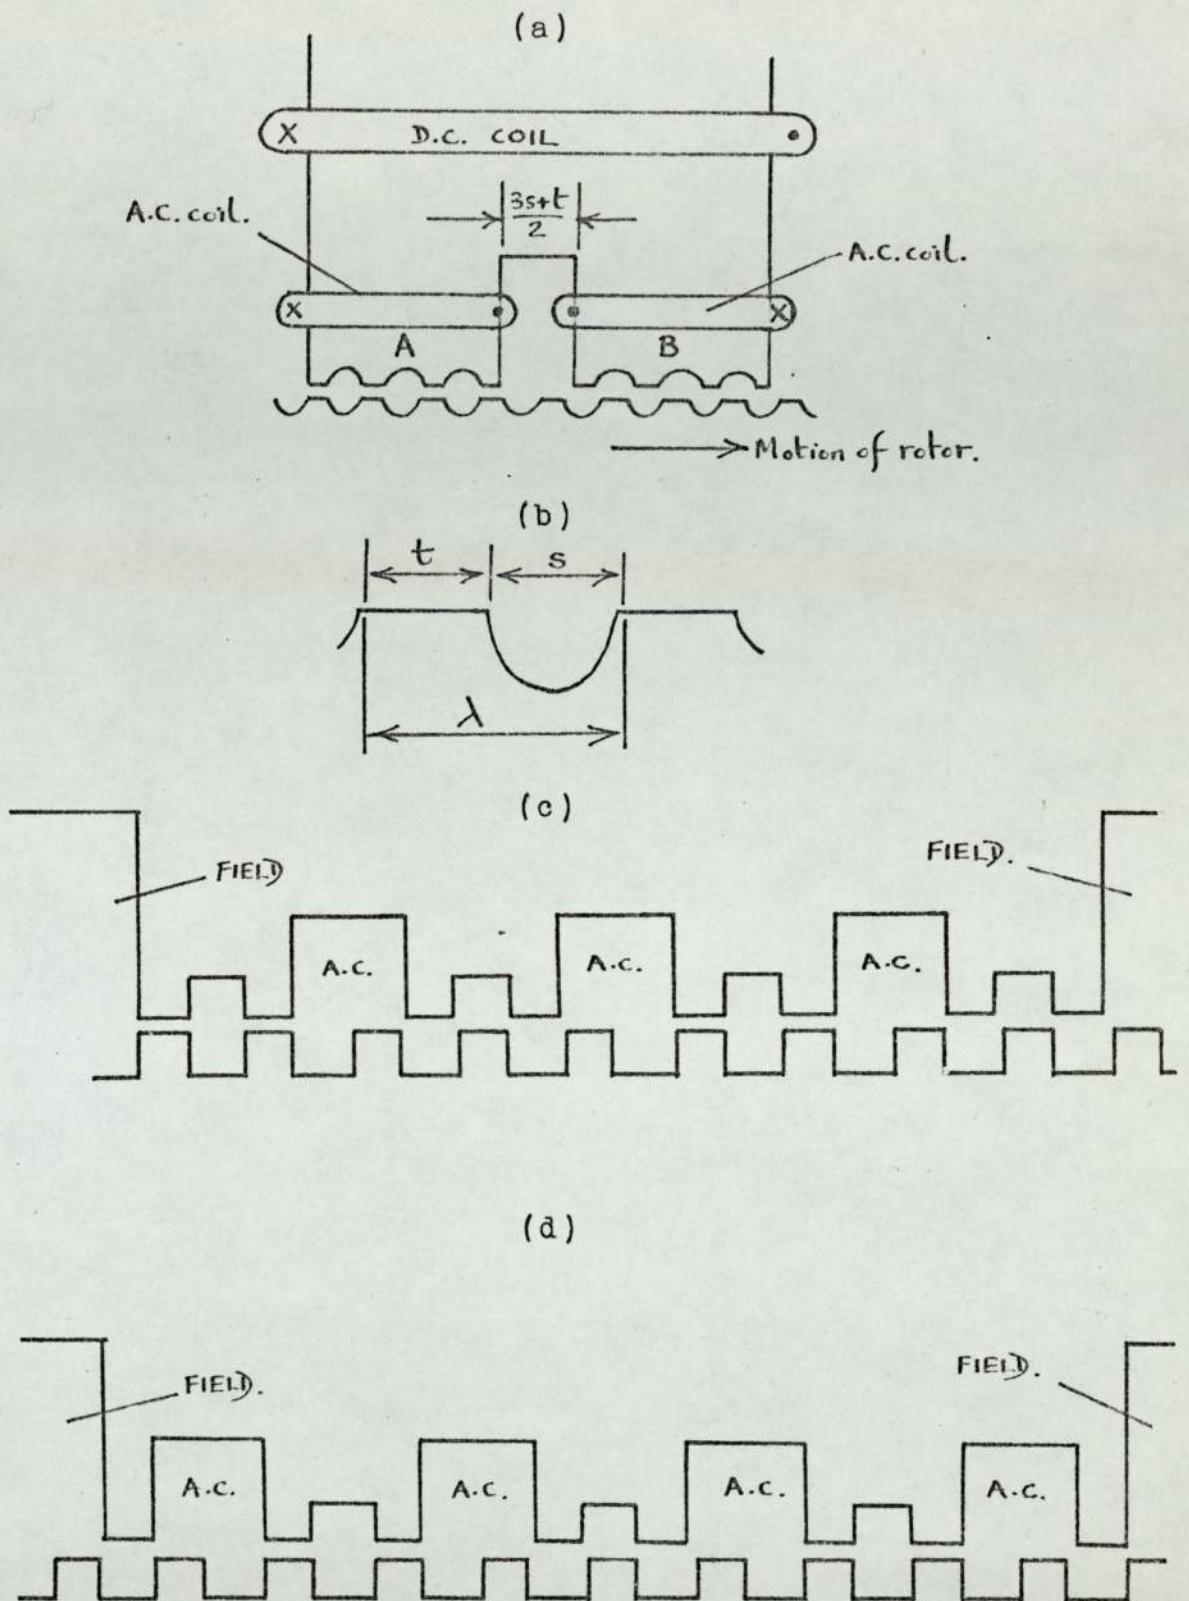 (a)
× D.C. COIL •
3s+t
2
A.C. coil.
A.C. coil.
× • • ×
A B
Motion of rotor.
(b)
t s
λ
(c)
FIELD FIELD.
A.C. A.C. A.C.
(d)
FIELD. FIELD.
A.C. A.C. A.C. A.C.